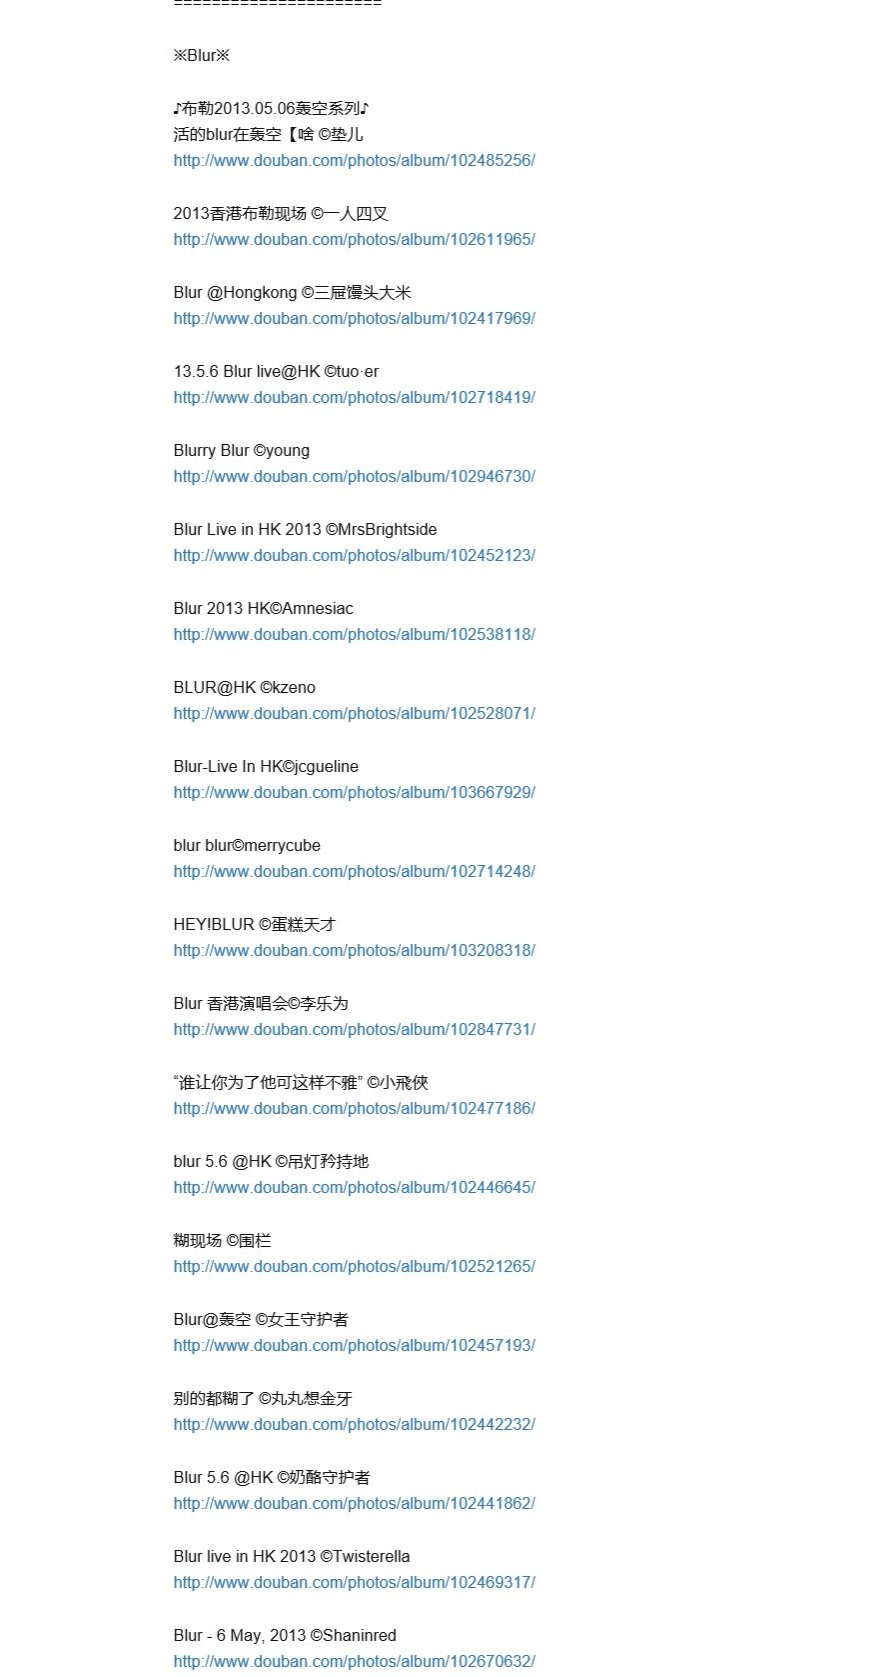 ======================
※Blur※
♪布勒2013.05.06轰空系列♪
活的blur在轰空【啥 ©垫儿
http://www.douban.com/photos/album/102485256/
2013香港布勒现场 ©一人四叉
http://www.douban.com/photos/album/102611965/
Blur @Hongkong ©三屉馒头大米
http://www.douban.com/photos/album/102417969/
13.5.6 Blur live@HK ©tuo·er
http://www.douban.com/photos/album/102718419/
Blurry Blur ©young
http://www.douban.com/photos/album/102946730/
Blur Live in HK 2013 ©MrsBrightside
http://www.douban.com/photos/album/102452123/
Blur 2013 HK©Amnesiac
http://www.douban.com/photos/album/102538118/
BLUR@HK ©kzeno
http://www.douban.com/photos/album/102528071/
Blur-Live In HK©jcgueline
http://www.douban.com/photos/album/103667929/
blur blur©merrycube
http://www.douban.com/photos/album/102714248/
HEY!BLUR ©蛋糕天才
http://www.douban.com/photos/album/103208318/
Blur 香港演唱会©李乐为
http://www.douban.com/photos/album/102847731/
“谁让你为了他可这样不雅” ©小飛俠
http://www.douban.com/photos/album/102477186/
blur 5.6 @HK ©吊灯矜持地
http://www.douban.com/photos/album/102446645/
糊现场 ©围栏
http://www.douban.com/photos/album/102521265/
Blur@轰空 ©女王守护者
http://www.douban.com/photos/album/102457193/
别的都糊了 ©丸丸想金牙
http://www.douban.com/photos/album/102442232/
Blur 5.6 @HK ©奶酪守护者
http://www.douban.com/photos/album/102441862/
Blur live in HK 2013 ©Twisterella
http://www.douban.com/photos/album/102469317/
Blur - 6 May, 2013 ©Shaninred
http://www.douban.com/photos/album/102670632/